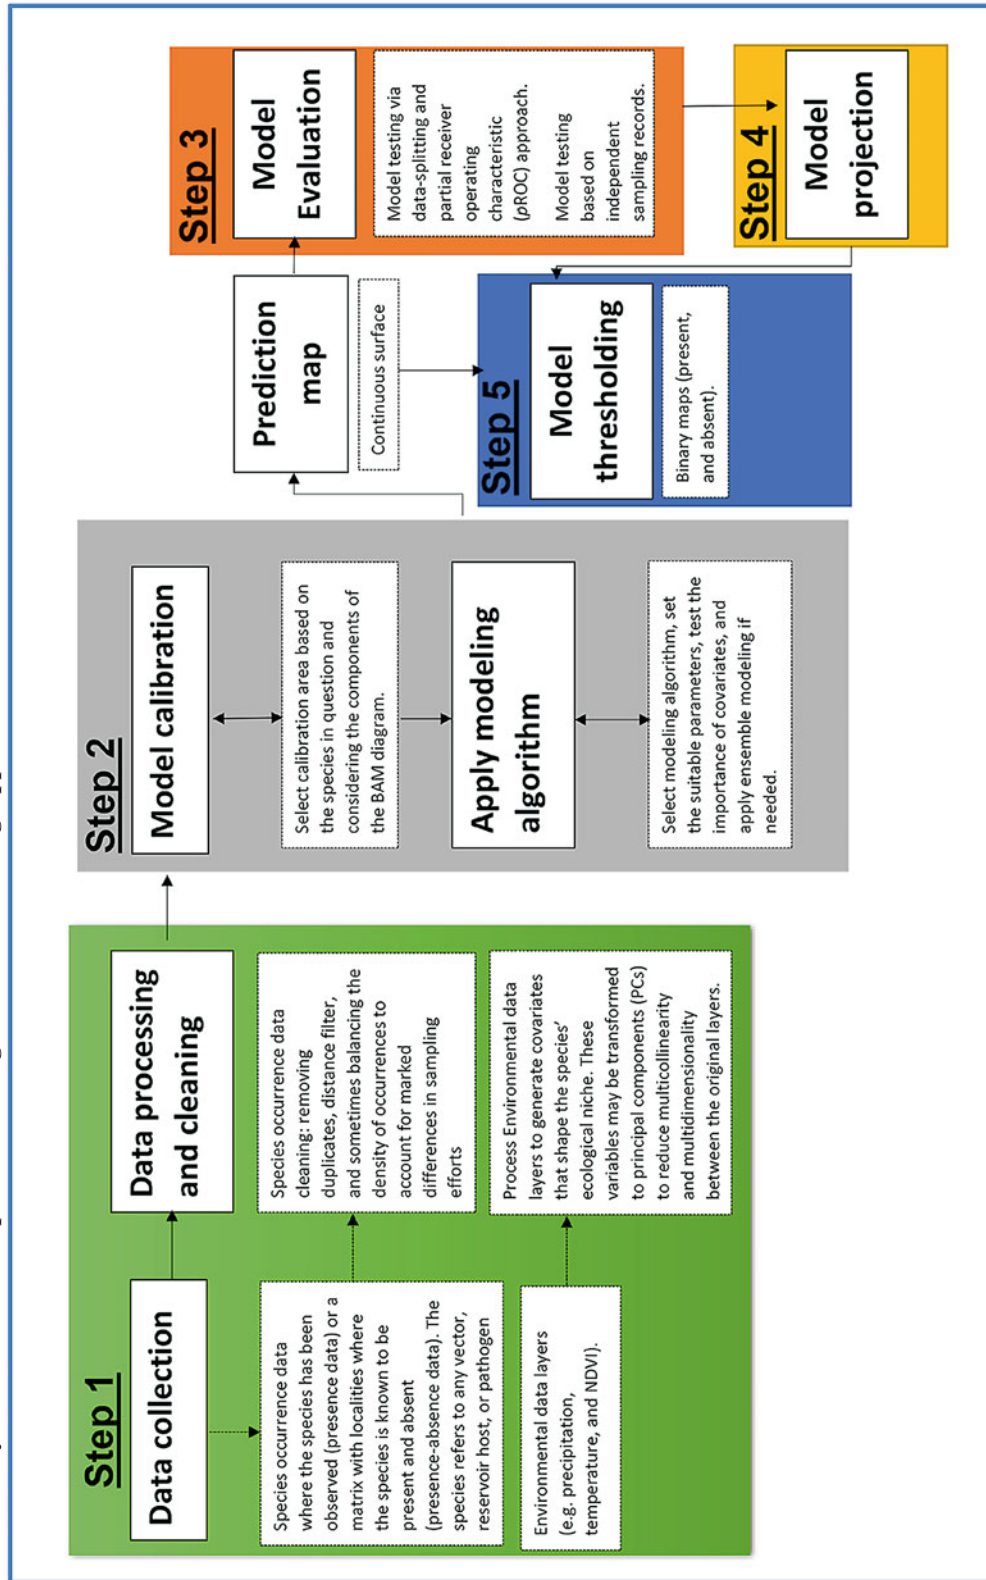 Step 1
Data collection
Species occurrence data
where the species has been
observed (presence data) or a
matrix with localities where
the species is known to be
present and absent
(presence-absence data). The
species refers to any vector,
reservoir host, or pathogen
Environmental data layers
(e.g. precipitation,
temperature, and NDVI).
Data processing
and cleaning
Species occurrence data
cleaning: removing
duplicates, distance filter,
and sometimes balancing the
density of occurrences to
account for marked
differences in sampling
efforts
Process Environmental data
layers to generate covariates
that shape the species’
ecological niche. These
variables may be transformed
to principal components (PCs)
to reduce multicollinearity
and multidimensionality
between the original layers.
Step 2
Model calibration
Select calibration area based on
the species in question and
considering the components of
the BAM diagram.
Apply modeling
algorithm
Select modeling algorithm, set
the suitable parameters, test the
importance of covariates, and
apply ensemble modeling if
needed.
Prediction
map
Continuous surface
Step 3
Model
Evaluation
Model testing via
data-splitting and
partial receiver
operating
characteristic
(pROC) approach.
Model testing
based on
independent
sampling records.
Step 4
Model
projection
Step 5
Model
thresholding
Binary maps (present,
and absent).